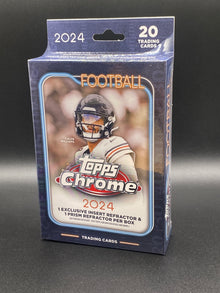 2024
20
TRADING
CARDS
FOOTBALL
Topps
Chrome
2024
1 EXCLUSIVE INSERT REFRACTOR &
1 PRISM REFRACTOR PER BOX
TRADING CARDS